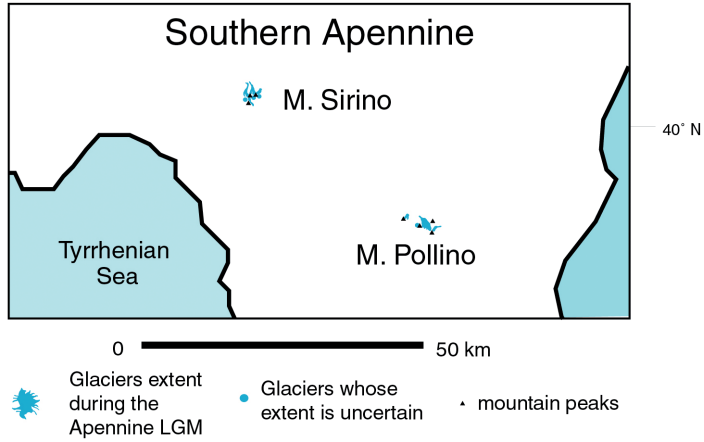 Southern Apennine
M. Sirino
40° N
Tyrrhenian
Sea
M. Pollino
0
50 km
Glaciers extent
during the
Apennine LGM
Glaciers whose
extent is uncertain
mountain peaks